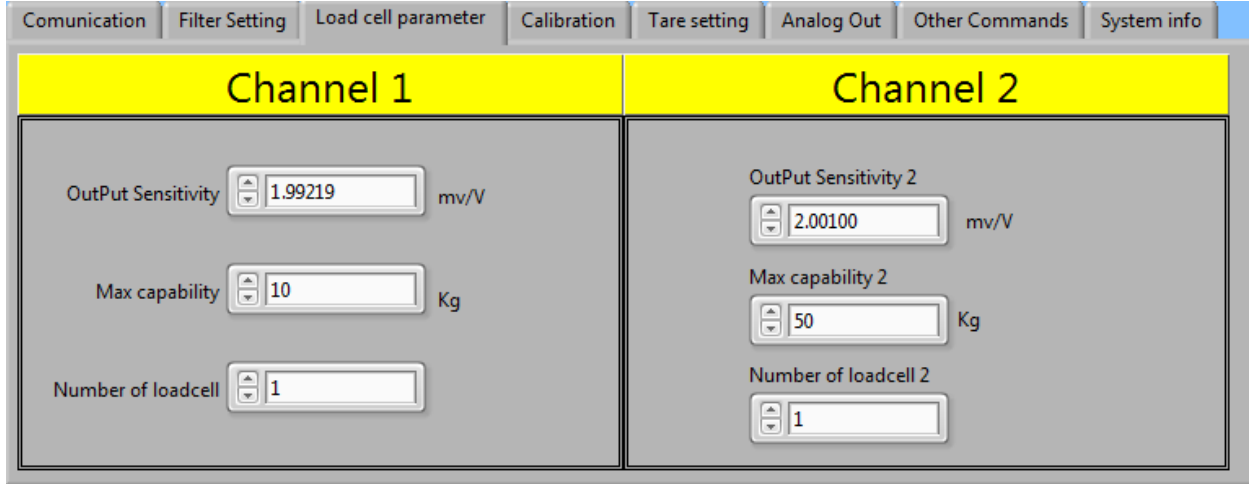 Comunication Filter Setting Load cell parameter Calibration Tare setting Analog Out Other Commands System info
Channel 1
OutPut Sensitivity 1.99219 mv/V
Max capability 10 Kg
Number of loadcell 1
Channel 2
OutPut Sensitivity 2
2.00100 mv/V
Max capability 2
50 Kg
Number of loadcell 2
1